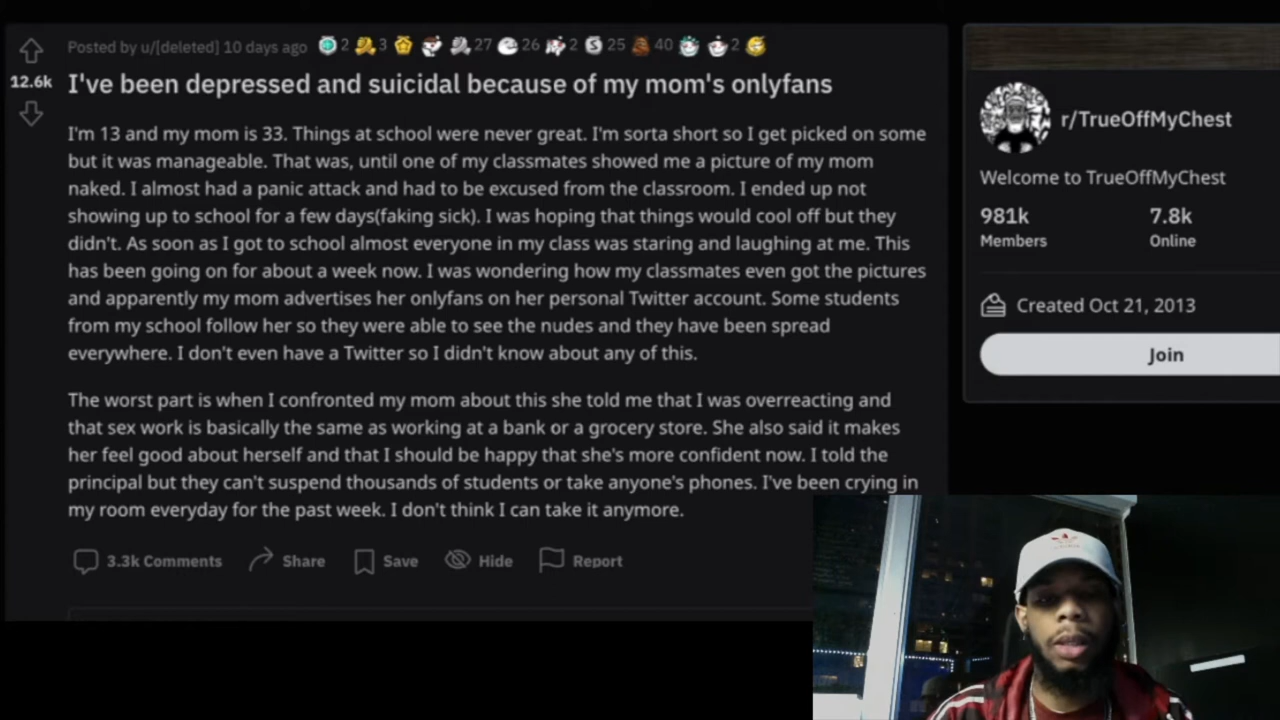 Posted by u/[deleted] 10 days ago 2 3 27 26 2 25 40 2
12.6k
I've been depressed and suicidal because of my mom's onlyfans
I'm 13 and my mom is 33. Things at school were never great. I'm sorta short so I get picked on some
but it was manageable. That was, until one of my classmates showed me a picture of my mom
naked. I almost had a panic attack and had to be excused from the classroom. I ended up not
showing up to school for a few days(faking sick). I was hoping that things would cool off but they
didn't. As soon as I got to school almost everyone in my class was staring and laughing at me. This
has been going on for about a week now. I was wondering how my classmates even got the pictures
and apparently my mom advertises her onlyfans on her personal Twitter account. Some students
from my school follow her so they were able to see the nudes and they have been spread
everywhere. I don't even have a Twitter so I didn't know about any of this.
The worst part is when I confronted my mom about this she told me that I was overreacting and
that sex work is basically the same as working at a bank or a grocery store. She also said it makes
her feel good about herself and that I should be happy that she's more confident now. I told the
principal but they can't suspend thousands of students or take anyone's phones. I've been crying in
my room everyday for the past week. I don't think I can take it anymore.
3.3k Comments Share Save Hide Report
r/TrueOffMyChest
Welcome to TrueOffMyChest
981k 7.8k
Members Online
Created Oct 21, 2013
Join